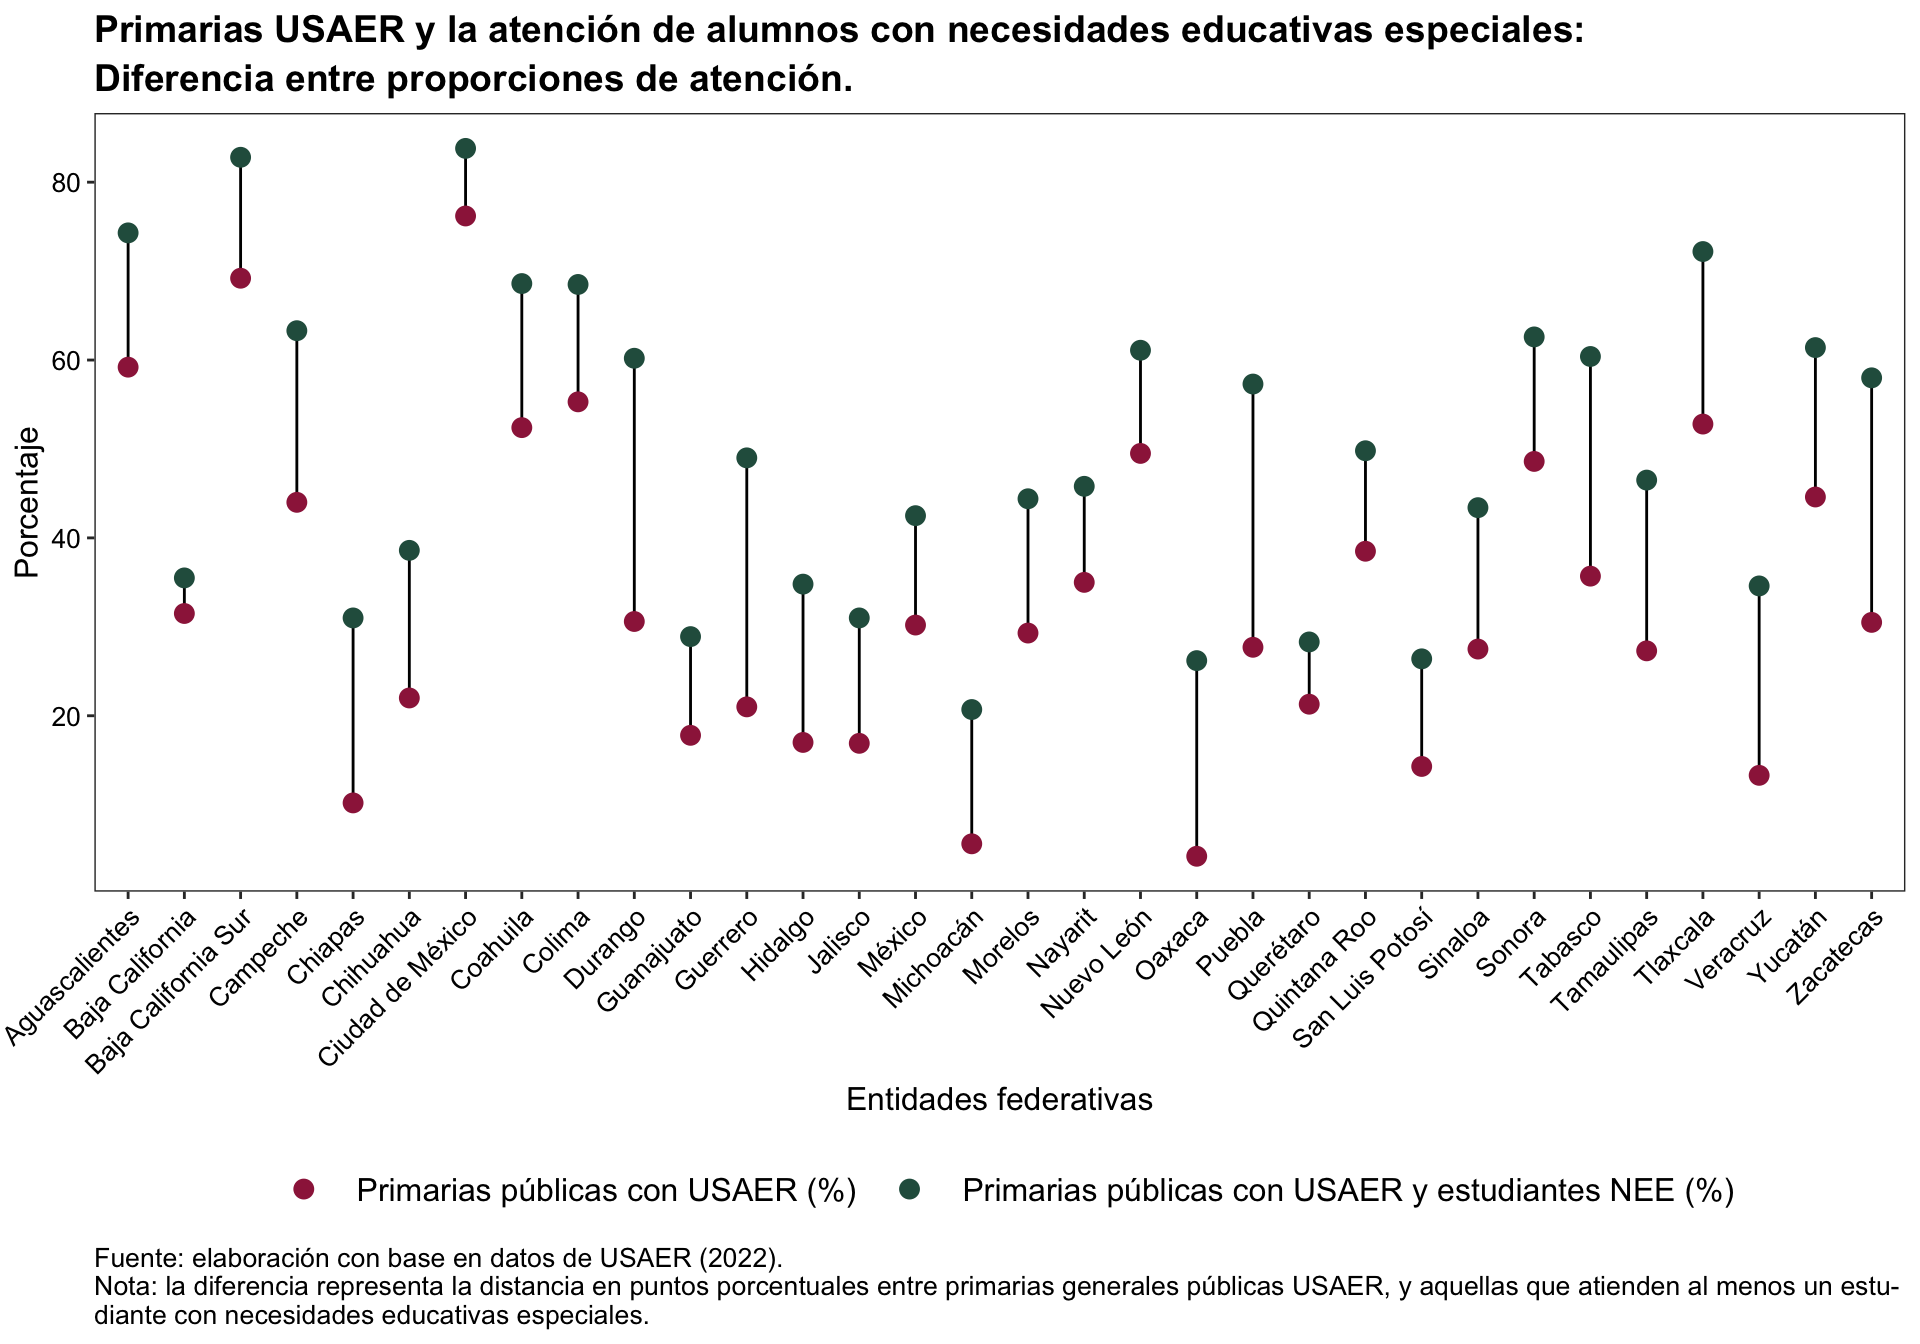 Primarias USAER y la atención de alumnos con necesidades educativas especiales:
Diferencia entre proporciones de atención.
Porcentaje
80
60
40
20
Aguascalientes
Baja California
Baja California Sur
Campeche
Chiapas
Chihuahua
Ciudad de México
Coahuila
Colima
Durango
Guanajuato
Guerrero
Hidalgo
Jalisco
México
Michoacán
Morelos
Nayarit
Nuevo León
Oaxaca
Puebla
Querétaro
Quintana Roo
San Luis Potosí
Sinaloa
Sonora
Tabasco
Tamaulipas
Tlaxcala
Veracruz
Yucatán
Zacatecas
Entidades federativas
Primarias públicas con USAER (%)
Primarias públicas con USAER y estudiantes NEE (%)
Fuente: elaboración con base en datos de USAER (2022).
Nota: la diferencia representa la distancia en puntos porcentuales entre primarias generales públicas USAER, y aquellas que atienden al menos un estu-
diante con necesidades educativas especiales.